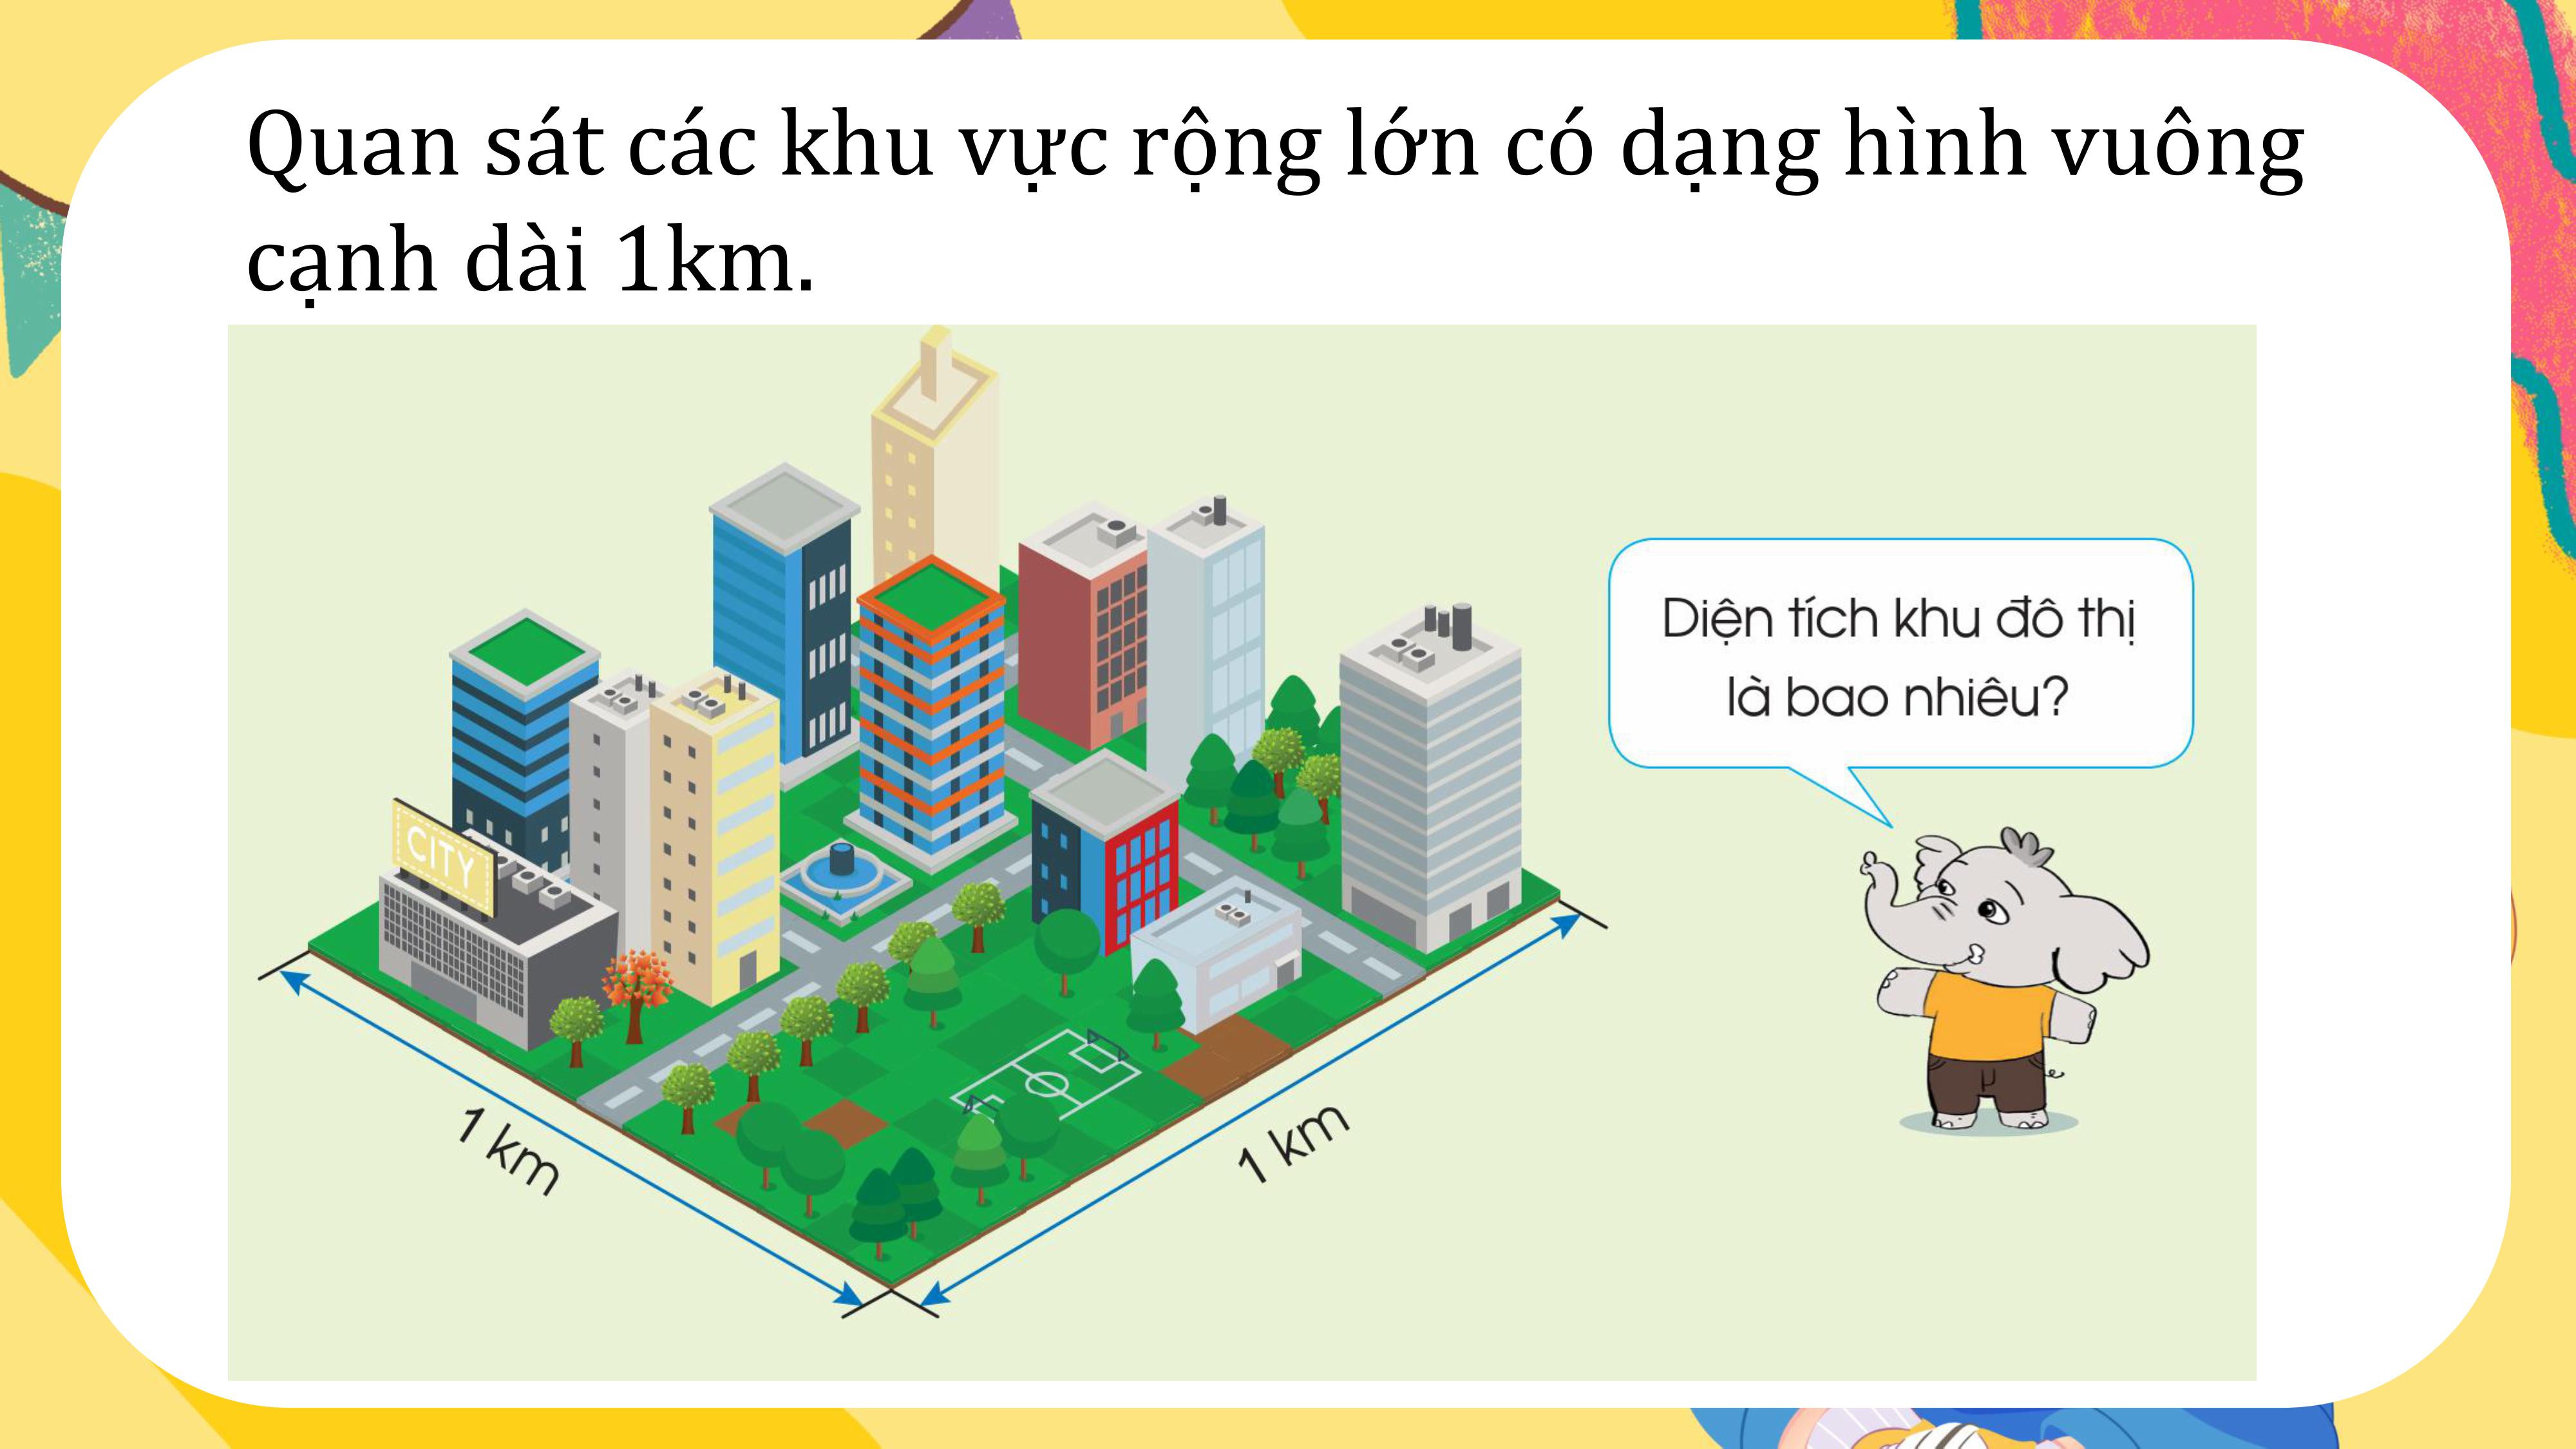 Quan sát các khu vực rộng lớn có dạng hình vuông
cạnh dài 1km.
Diện tích khu đô thị
là bao nhiêu?
CITY
1 km
1 km